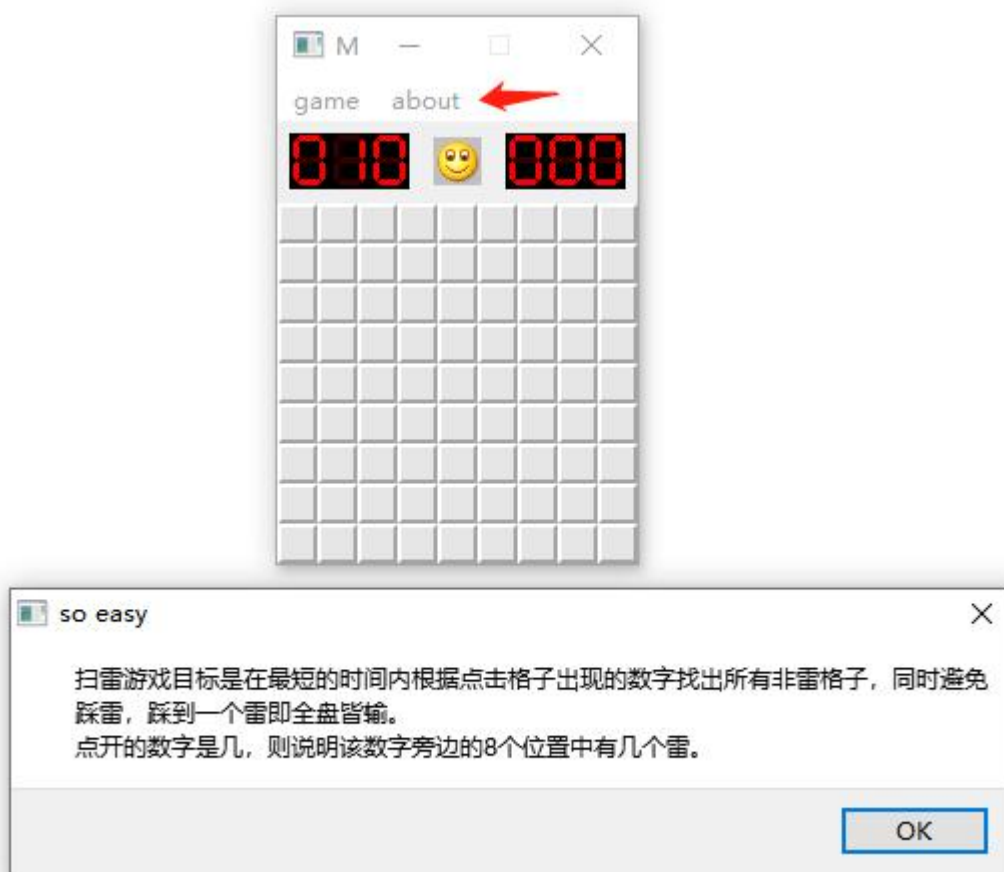 M
game about
010 000
so easy
扫雷游戏目标是在最短的时间内根据点击格子出现的数字找出所有非雷格子，同时避免
踩雷，踩到一个雷即全盘皆输。
点开的数字是几，则说明该数字旁边的8个位置中有几个雷。
OK